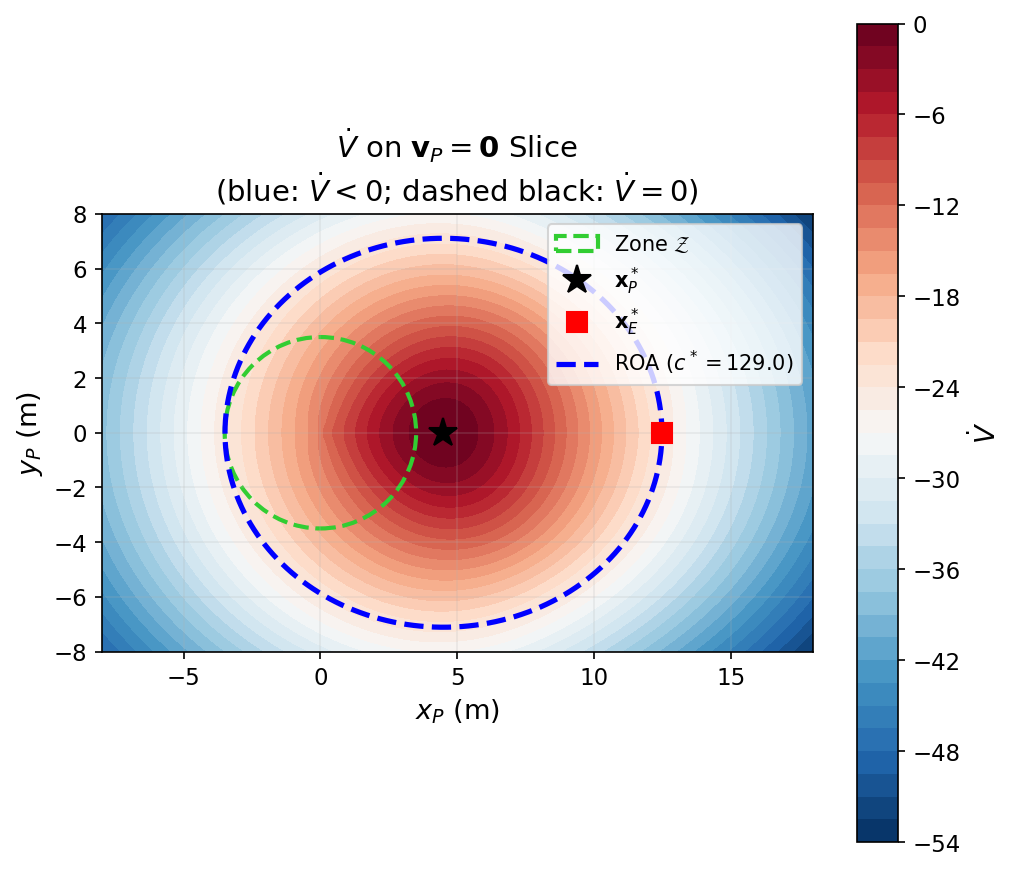 V̇ on v_P = 0 Slice
(blue: V̇ < 0; dashed black: V̇ = 0)
8
6
4
2
0
−2
−4
−6
−8
y_P (m)
−5
0
5
10
15
x_P (m)
Zone 𝒵
x*_P
x*_E
ROA (c* = 129.0)
0
−6
−12
−18
−24
−30
−36
−42
−48
−54
V̇